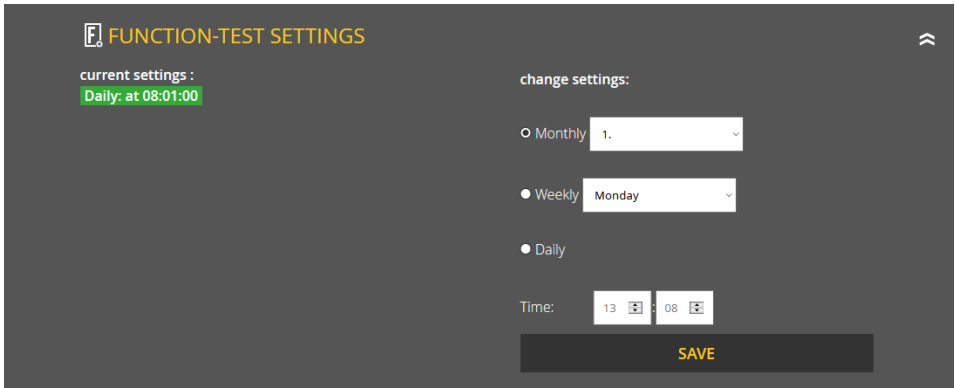 FUNCTION-TEST SETTINGS
current settings :
Daily: at 08:01:00
change settings:
Monthly 1.
Weekly Monday
Daily
Time: 13 : 08
SAVE